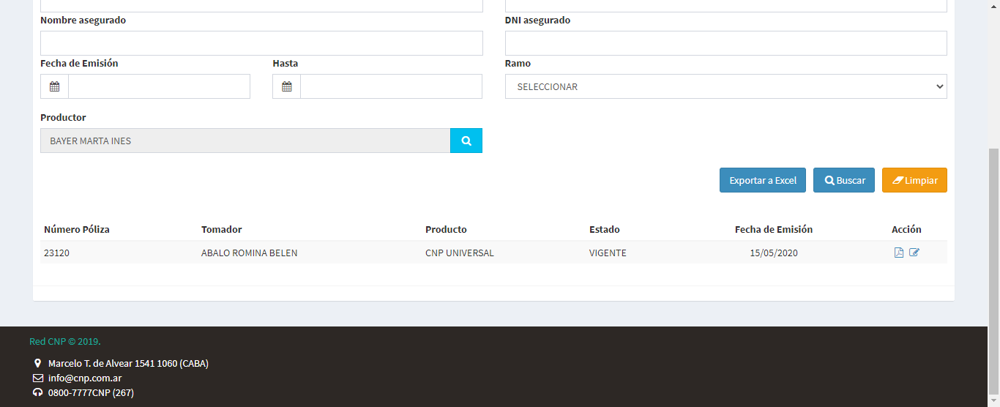 Nombre asegurado DNI asegurado
Fecha de Emisión Hasta Ramo
SELECCIONAR
Productor
BAYER MARTA INES
Exportar a Excel Buscar Limpiar
Número Póliza Tomador Producto Estado Fecha de Emisión Acción
23120 ABALO ROMINA BELEN CNP UNIVERSAL VIGENTE 15/05/2020
Red CNP © 2019.
Marcelo T. de Alvear 1541 1060 (CABA)
info@cnp.com.ar
0800-7777CNP (267)